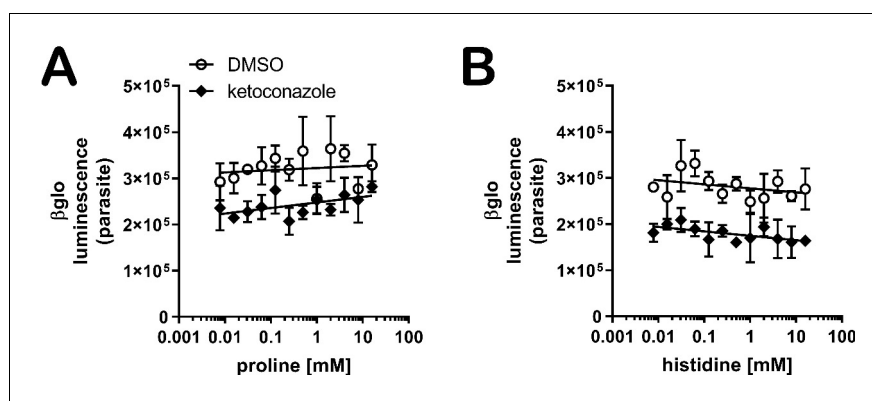 A
DMSO
ketoconazole
βglo
luminescence
(parasite)
5×10⁵
4×10⁵
3×10⁵
2×10⁵
1×10⁵
0
0.001 0.01 0.1 1 10 100
proline [mM]
B
βglo
luminescence
(parasite)
5×10⁵
4×10⁵
3×10⁵
2×10⁵
1×10⁵
0
0.001 0.01 0.1 1 10 100
histidine [mM]